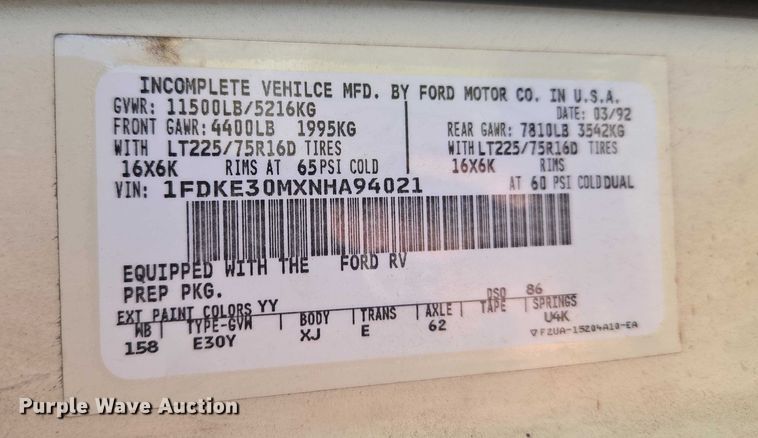 INCOMPLETE VEHILCE MFD. BY FORD MOTOR CO. IN U.S.A.
GVWR: 11500LB/5216KG DATE: 03/92
FRONT GAWR: 4400LB 1995KG REAR GAWR: 7810LB 3542KG
WITH LT225/75R16D TIRES WITH LT225/75R16D TIRES
16X6K RIMS AT 65 PSI COLD 16X6K RIMS
VIN: 1FDKE30MXNHA94021 AT 60 PSI COLD DUAL
EQUIPPED WITH THE FORD RV
PREP PKG. DSO 86
EXT PAINT COLORS YY
WB TYPE-GVW BODY TRANS AXLE TAPE SPRINGS
158 E30Y XJ E 62 U4K
F2UA-15204A10-EA
Purple Wave Auction